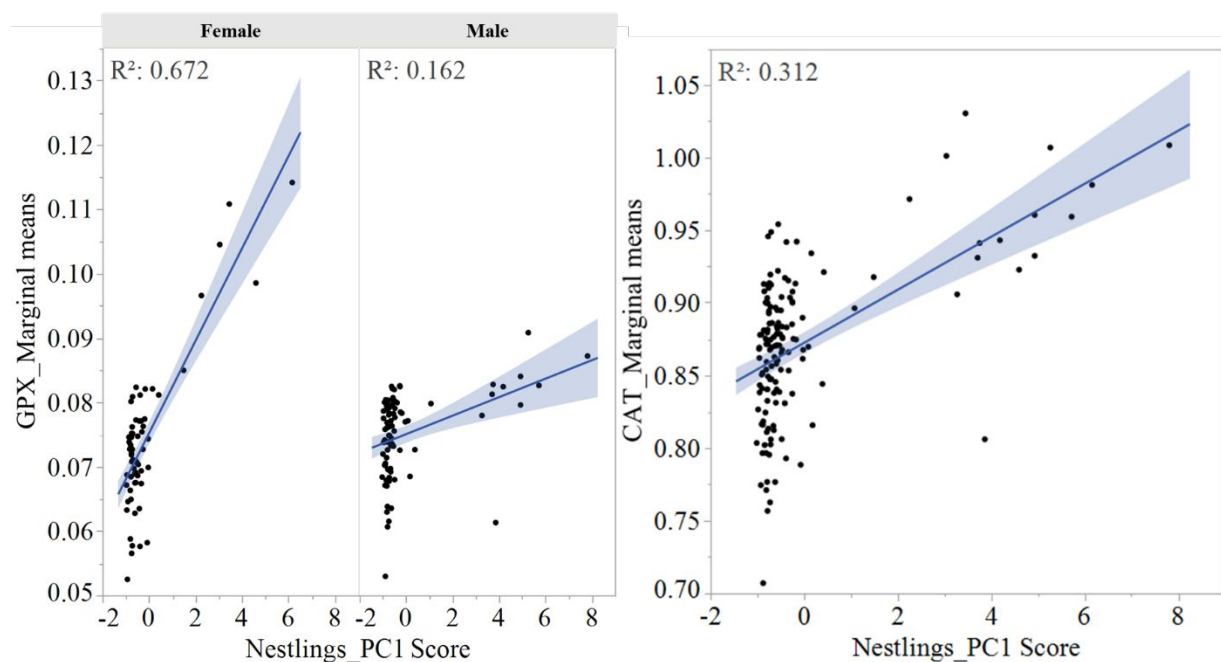 Female
Male
R²: 0.672
R²: 0.162
GPX_Marginal means
0.13
0.12
0.11
0.10
0.09
0.08
0.07
0.06
0.05
-2 0 2 4 6 8
-2 0 2 4 6 8
Nestlings_PC1 Score
R²: 0.312
CAT_Marginal means
1.05
1.00
0.95
0.90
0.85
0.80
0.75
0.70
-2 0 2 4 6 8
Nestlings_PC1 Score